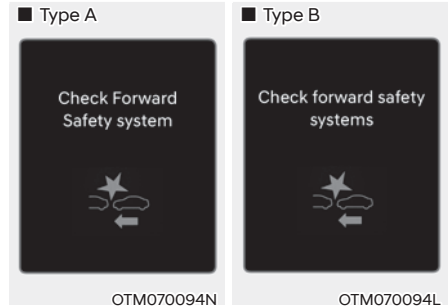 ■ Type A
Check Forward
Safety system
OTM070094N
■ Type B
Check forward safety
systems
OTM070094L